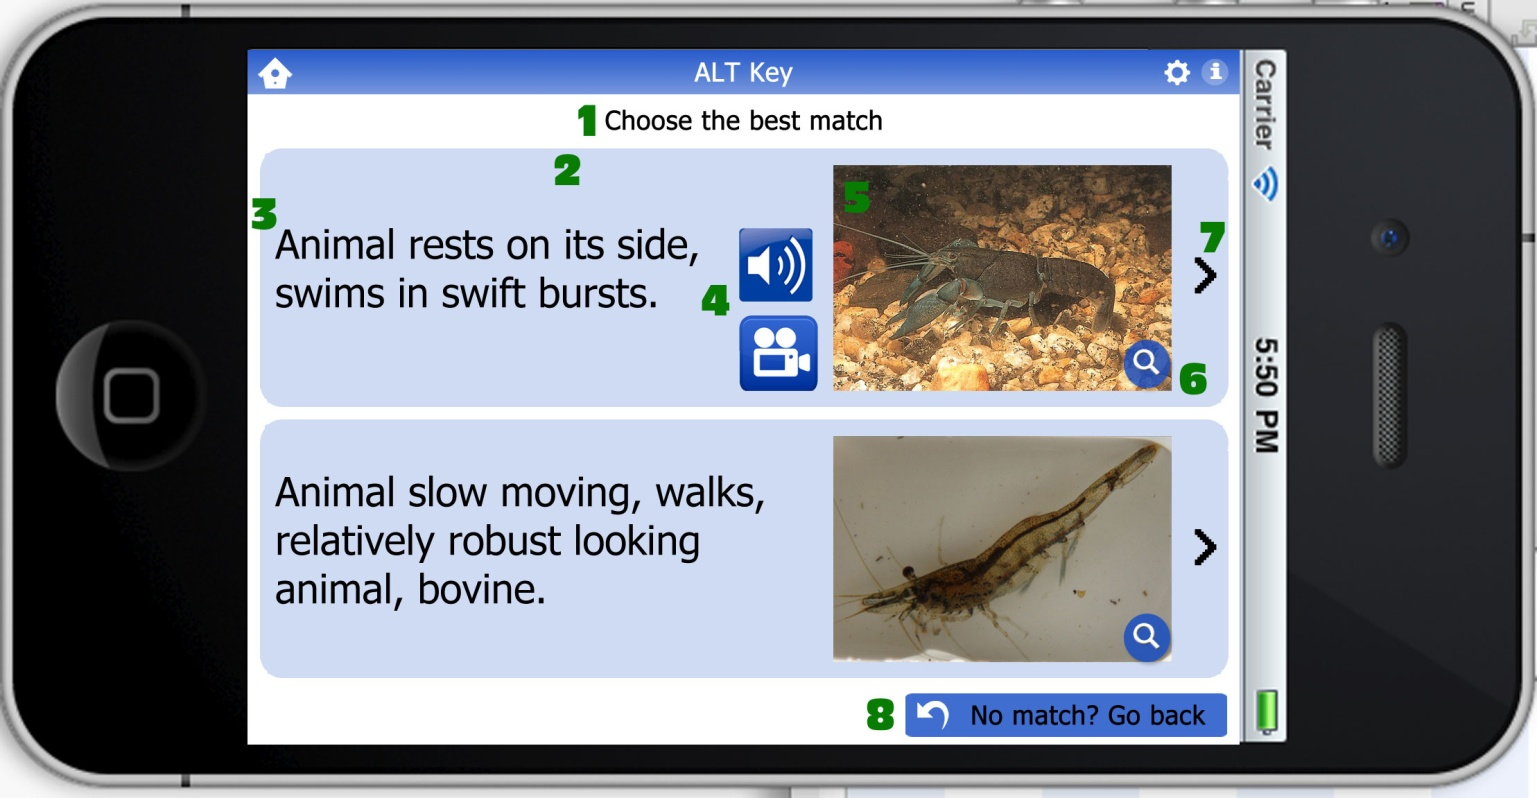 ALT Key
1 Choose the best match
2
3
Animal rests on its side,
swims in swift bursts.
4
5
6
7
Animal slow moving, walks,
relatively robust looking
animal, bovine.
8 No match? Go back
Carrier
5:50 PM